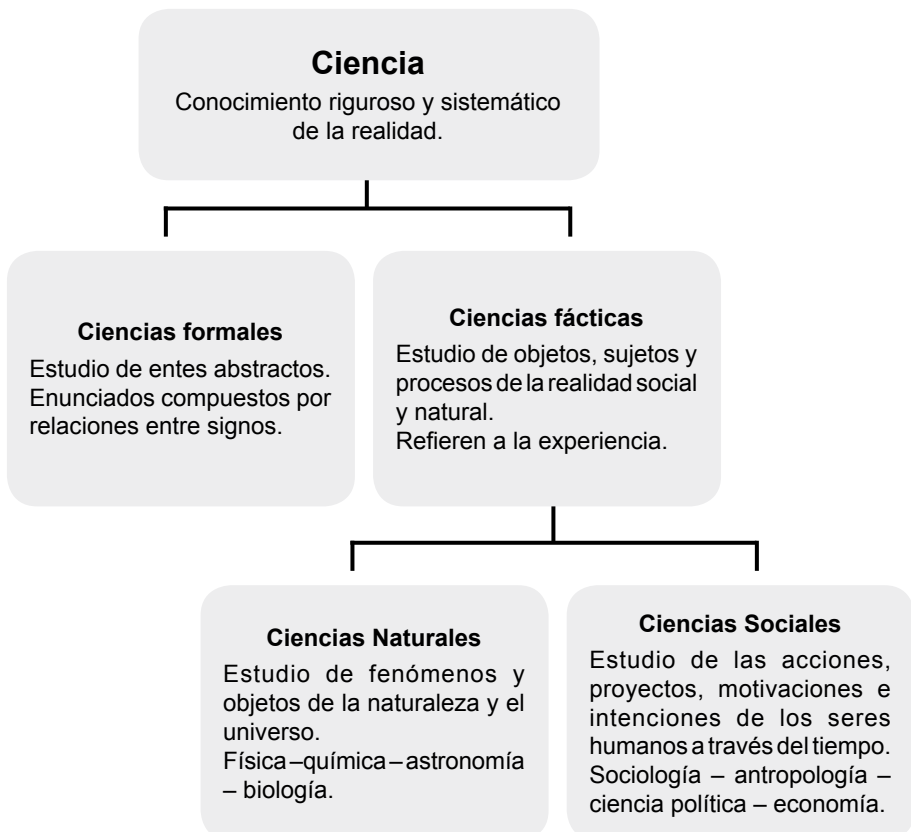 Ciencia
Conocimiento riguroso y sistemático
de la realidad.
Ciencias formales
Estudio de entes abstractos.
Enunciados compuestos por
relaciones entre signos.
Ciencias fácticas
Estudio de objetos, sujetos y
procesos de la realidad social
y natural.
Refieren a la experiencia.
Ciencias Naturales
Estudio de fenómenos y
objetos de la naturaleza y el
universo.
Física –química – astronomía
– biología.
Ciencias Sociales
Estudio de las acciones,
proyectos, motivaciones e
intenciones de los seres
humanos a través del tiempo.
Sociología – antropología –
ciencia política – economía.